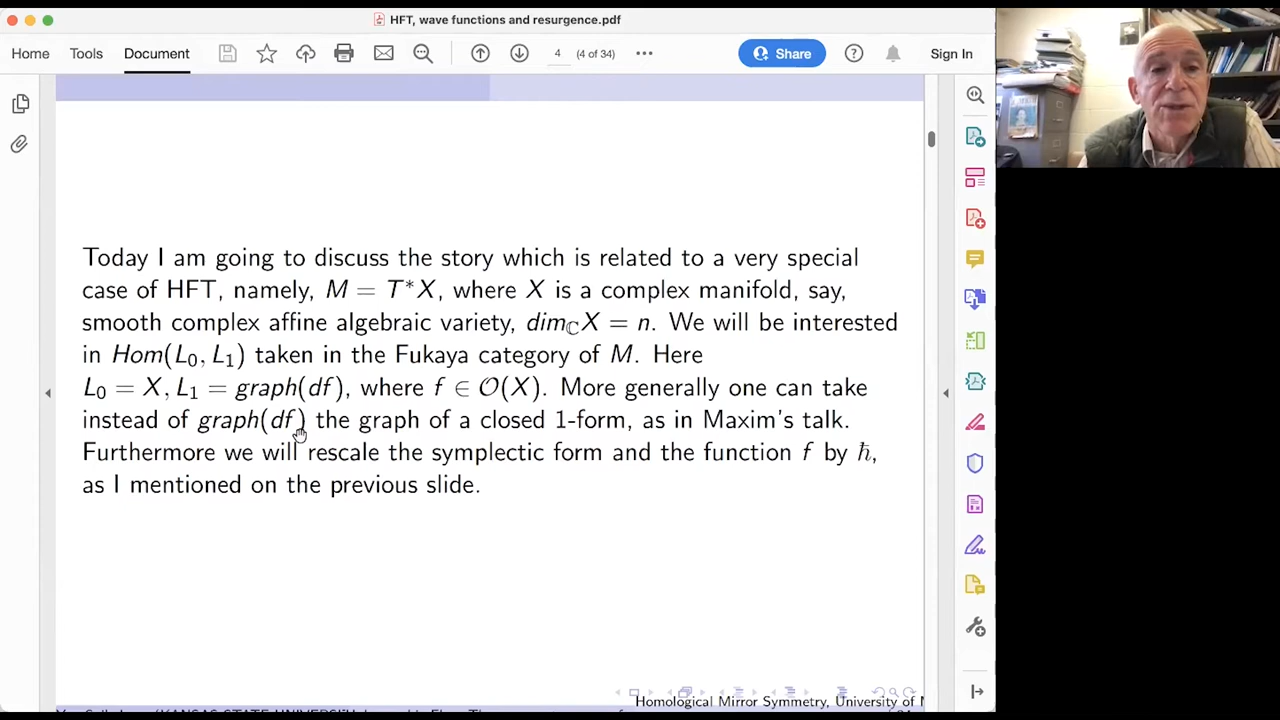 HFT, wave functions and resurgence.pdf
Home Tools Document 4 (4 of 34) ••• Share Sign In
Today I am going to discuss the story which is related to a very special
case of HFT, namely, M = T*X, where X is a complex manifold, say,
smooth complex affine algebraic variety, dim_ℂX = n. We will be interested
in Hom(L₀, L₁) taken in the Fukaya category of M. Here
L₀ = X, L₁ = graph(df), where f ∈ 𝒪(X). More generally one can take
instead of graph(df) the graph of a closed 1-form, as in Maxim's talk.
Furthermore we will rescale the symplectic form and the function f by ℏ,
as I mentioned on the previous slide.
Homological Mirror Symmetry, University of